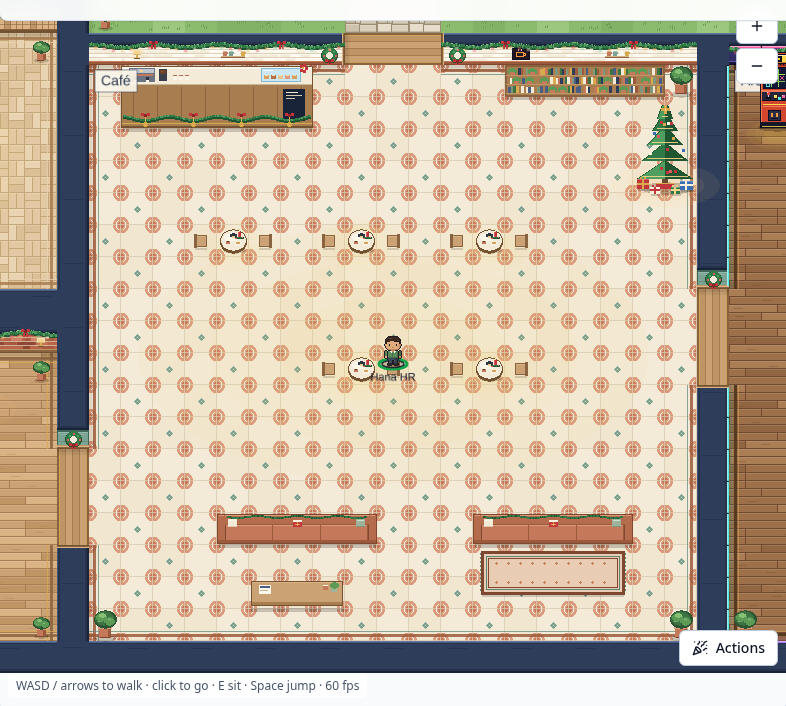 +
−
Café
Hana HR
Actions
WASD / arrows to walk · click to go · E sit · Space jump · 60 fps